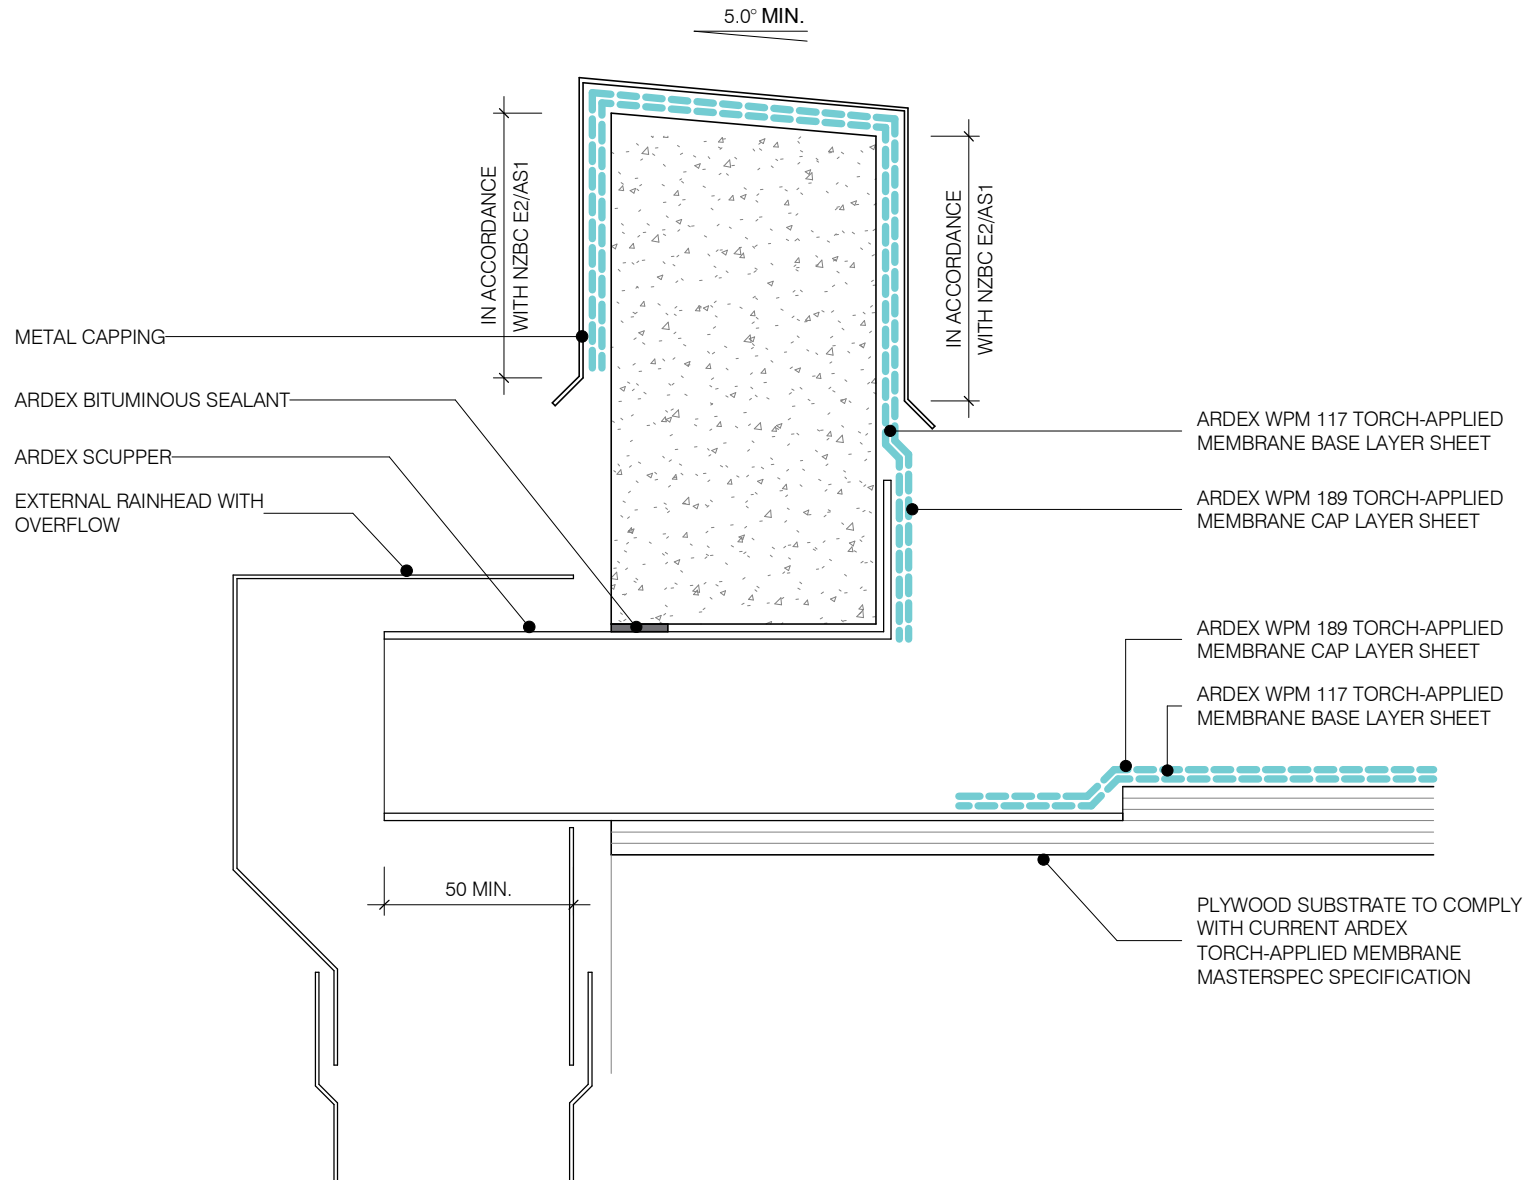 5.0° MIN.
IN ACCORDANCE
WITH NZBC E2/AS1
IN ACCORDANCE
WITH NZBC E2/AS1
METAL CAPPING
ARDEX BITUMINOUS SEALANT
ARDEX SCUPPER
EXTERNAL RAINHEAD WITH
OVERFLOW
ARDEX WPM 117 TORCH-APPLIED
MEMBRANE BASE LAYER SHEET
ARDEX WPM 189 TORCH-APPLIED
MEMBRANE CAP LAYER SHEET
ARDEX WPM 189 TORCH-APPLIED
MEMBRANE CAP LAYER SHEET
ARDEX WPM 117 TORCH-APPLIED
MEMBRANE BASE LAYER SHEET
50 MIN.
PLYWOOD SUBSTRATE TO COMPLY
WITH CURRENT ARDEX
TORCH-APPLIED MEMBRANE
MASTERSPEC SPECIFICATION